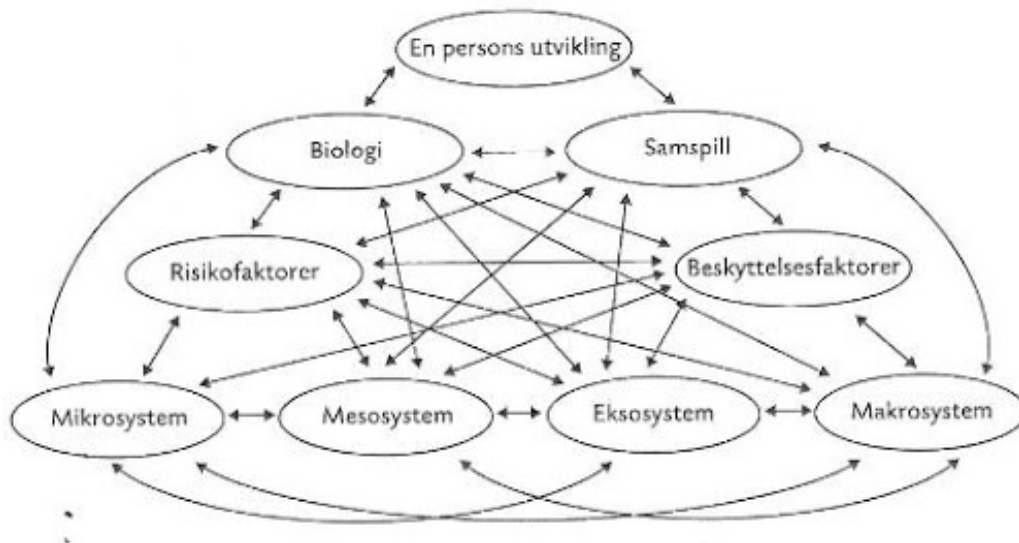 En persons utvikling
Biologi
Samspill
Risikofaktorer
Beskyttelsesfaktorer
Mikrosystem
Mesosystem
Eksosystem
Makrosystem